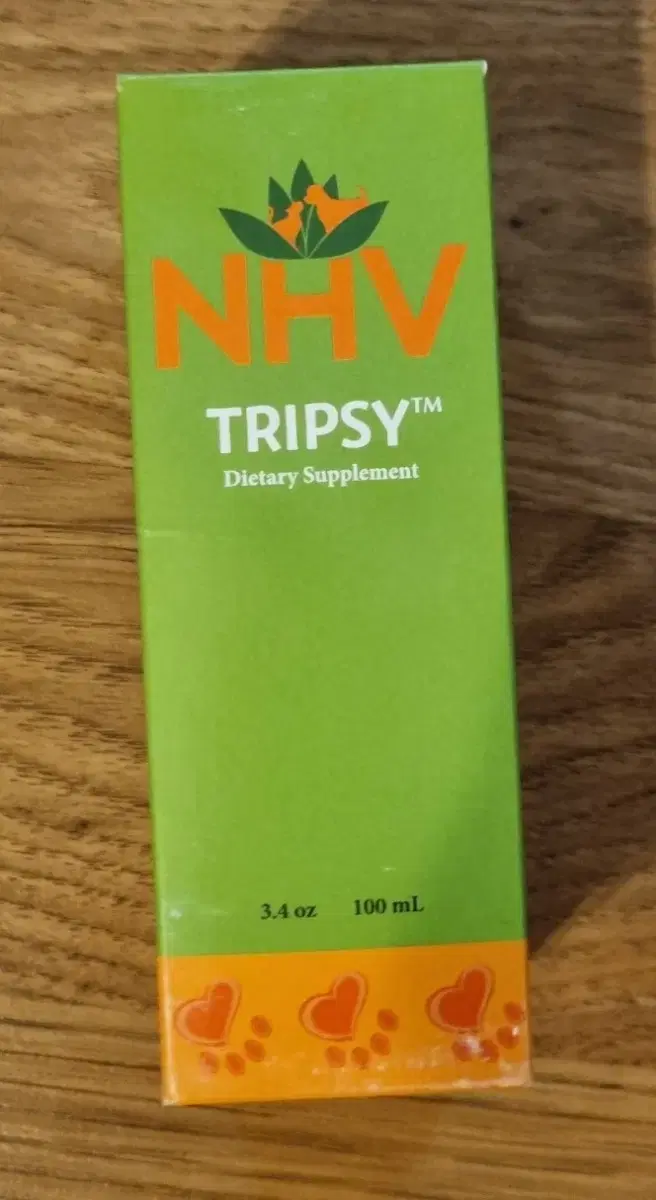 NHV
TRIPSY™
Dietary Supplement
3.4 oz 100 mL